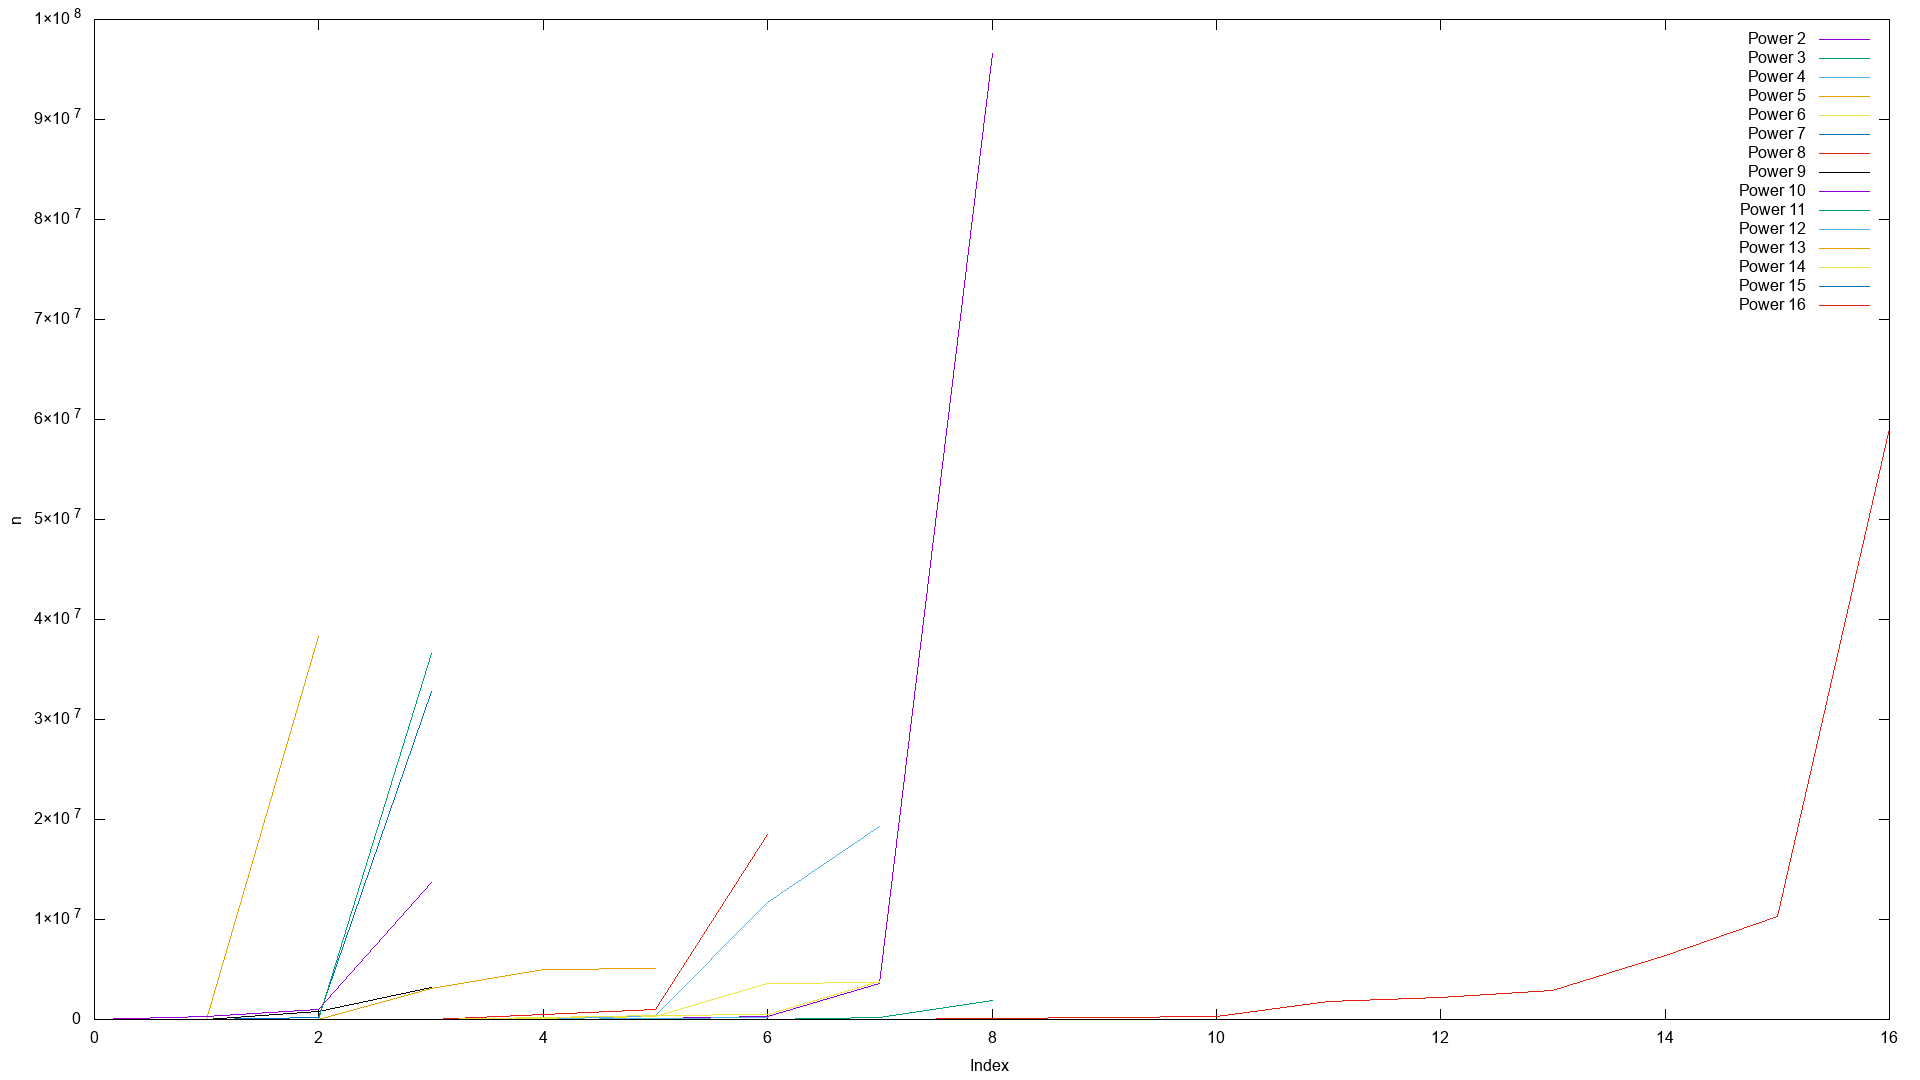 1×10 8
9×10 7
8×10 7
7×10 7
6×10 7
5×10 7
4×10 7
3×10 7
2×10 7
1×10 7
0
n
0 2 4 6 8 10 12 14 16
Index
Power 2
Power 3
Power 4
Power 5
Power 6
Power 7
Power 8
Power 9
Power 10
Power 11
Power 12
Power 13
Power 14
Power 15
Power 16